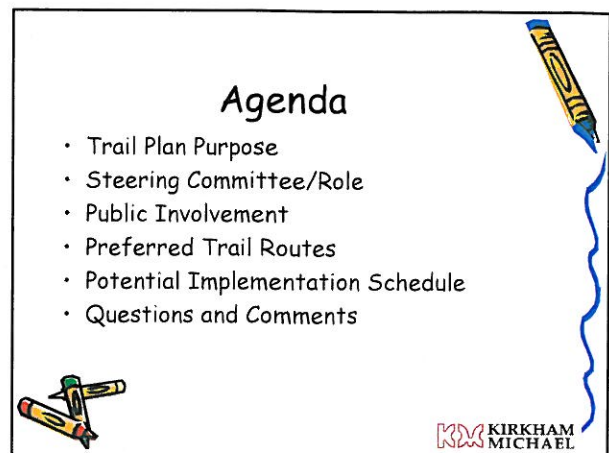 Agenda
· Trail Plan Purpose
· Steering Committee/Role
· Public Involvement
· Preferred Trail Routes
· Potential Implementation Schedule
· Questions and Comments
KIRKHAM
MICHAEL